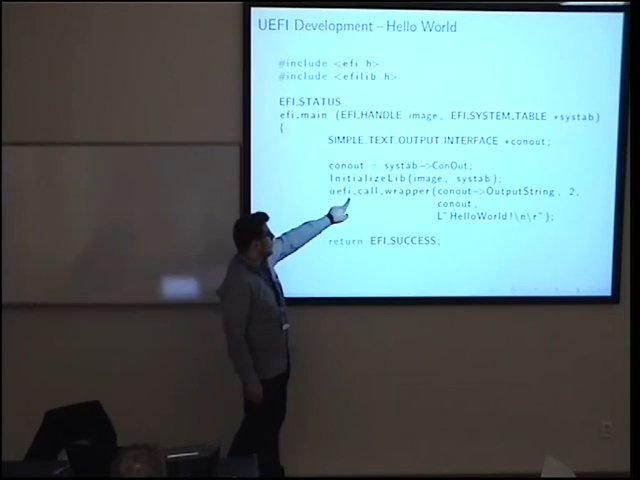 UEFI Development – Hello World
#include <efi.h>
#include <efilib.h>
EFI_STATUS
efi_main (EFI_HANDLE image, EFI_SYSTEM_TABLE *systab)
{
SIMPLE_TEXT_OUTPUT_INTERFACE *conout;
conout = systab->ConOut;
InitializeLib(image, systab);
uefi_call_wrapper(conout->OutputString, 2,
conout,
L"HelloWorld!\n\r");
return EFI_SUCCESS;